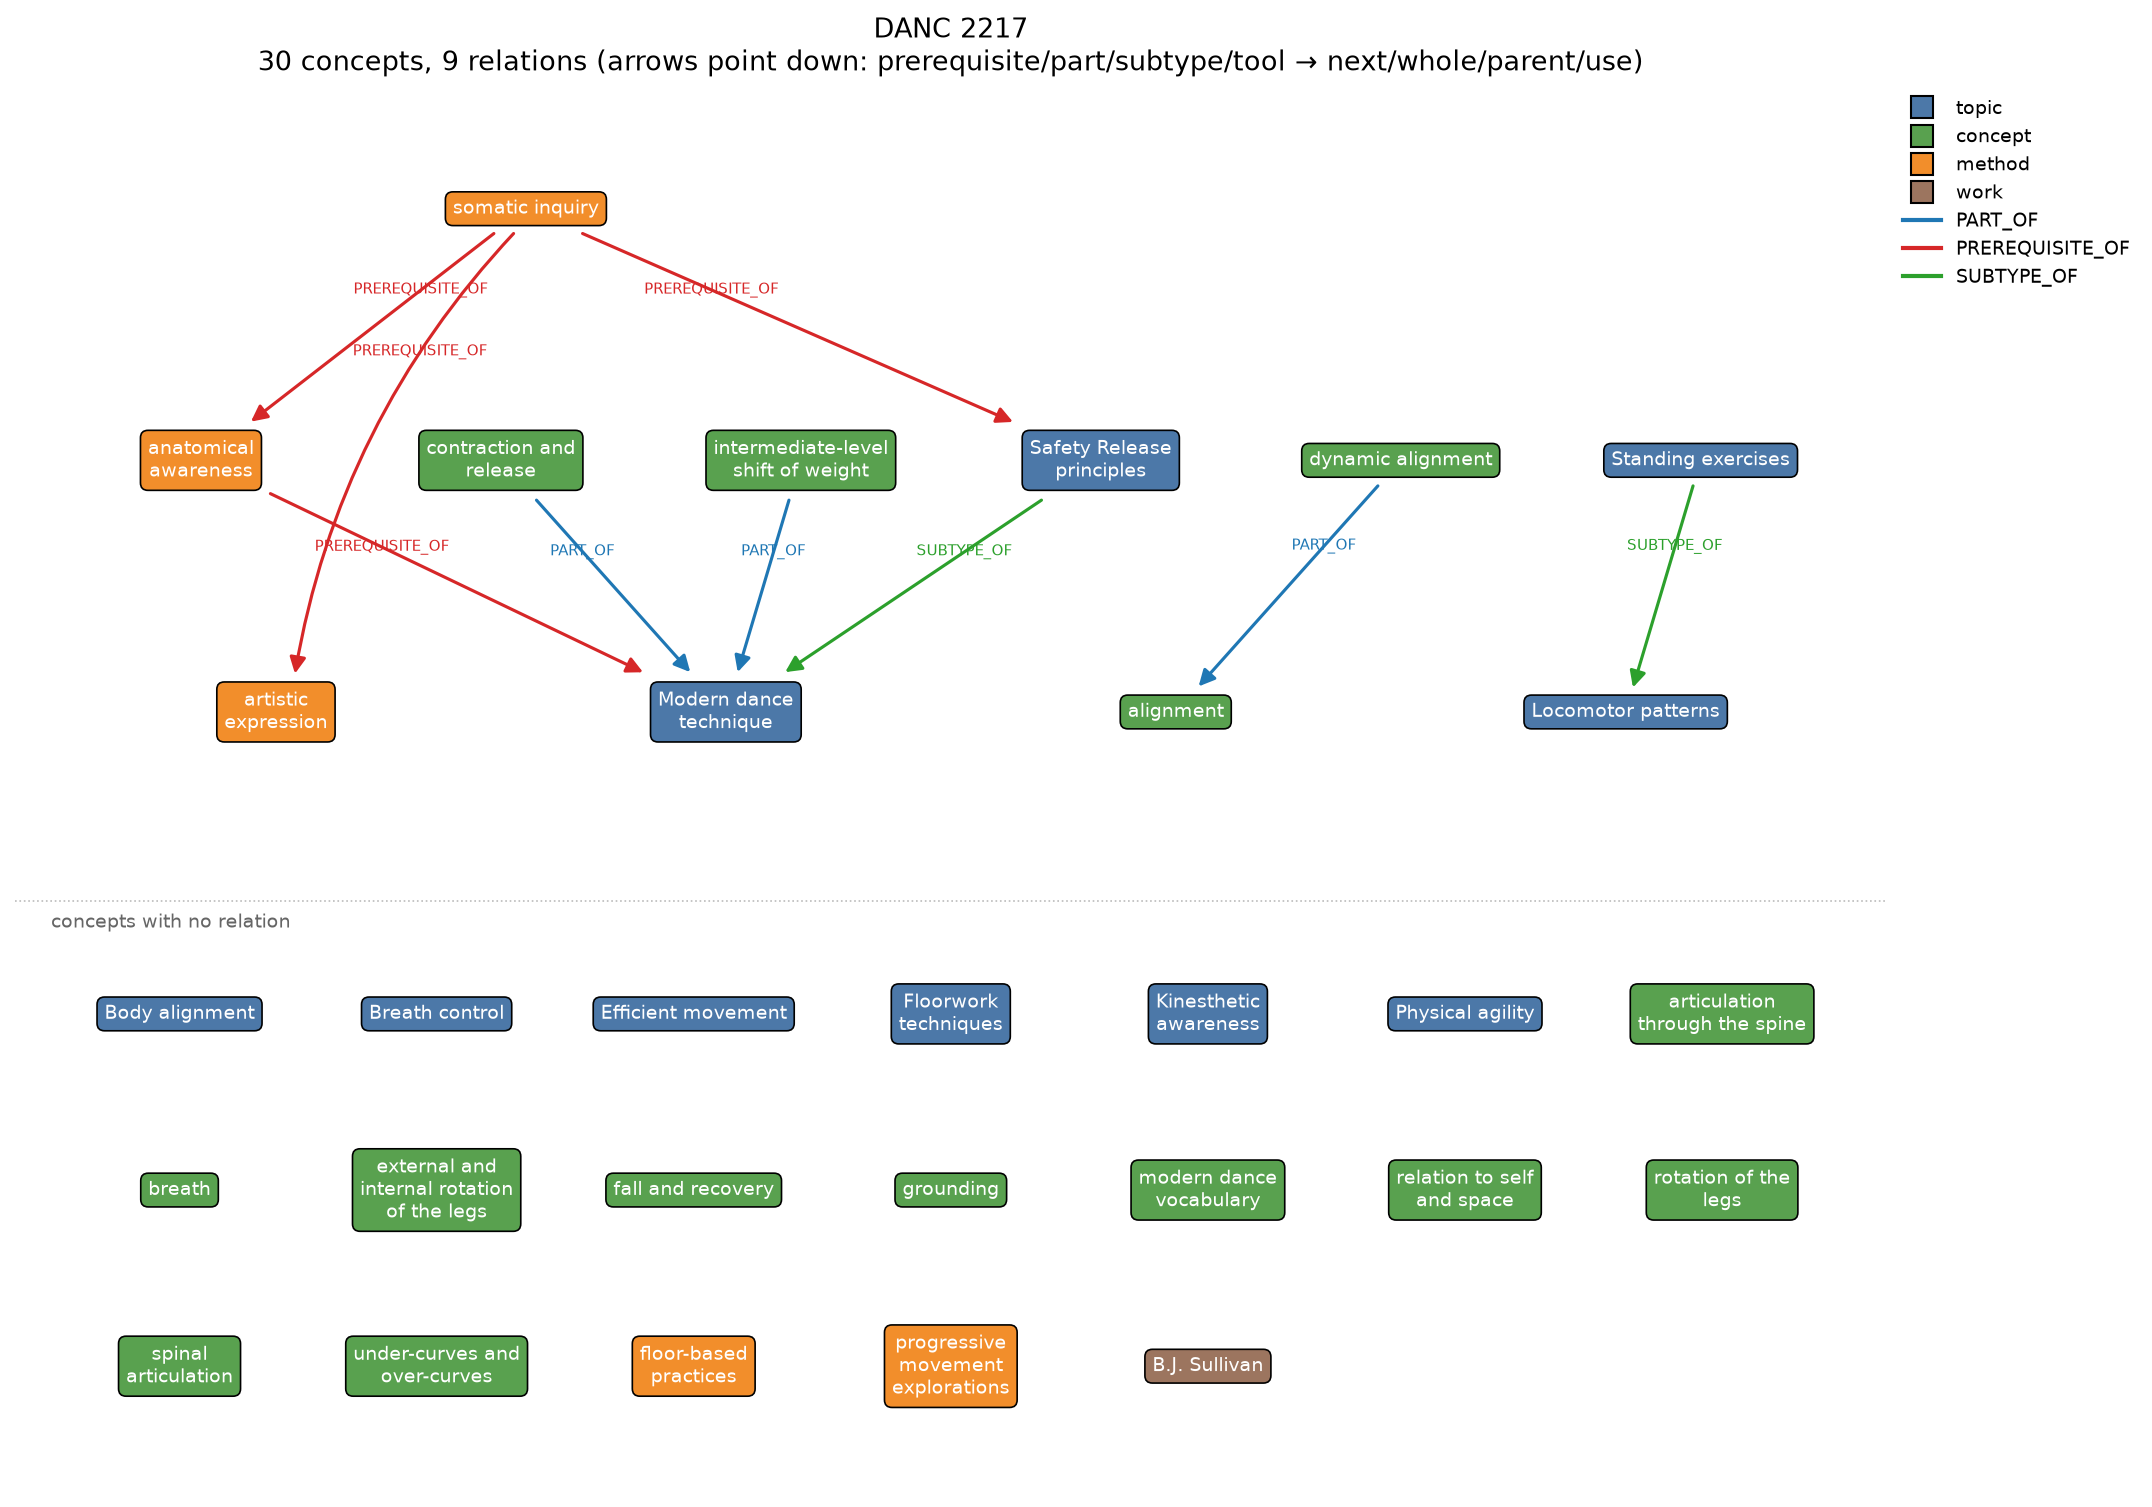 DANC 2217
30 concepts, 9 relations (arrows point down: prerequisite/part/subtype/tool → next/whole/parent/use)
topic
concept
method
work
PART_OF
PREREQUISITE_OF
SUBTYPE_OF
somatic inquiry
PREREQUISITE_OF
PREREQUISITE_OF
PREREQUISITE_OF
anatomical
awareness
contraction and
release
intermediate-level
shift of weight
Safety Release
principles
dynamic alignment
Standing exercises
PREREQUISITE_OF
PART_OF
PART_OF
SUBTYPE_OF
PART_OF
SUBTYPE_OF
artistic
expression
Modern dance
technique
alignment
Locomotor patterns
concepts with no relation
Body alignment
Breath control
Efficient movement
Floorwork
techniques
Kinesthetic
awareness
Physical agility
articulation
through the spine
breath
external and
internal rotation
of the legs
fall and recovery
grounding
modern dance
vocabulary
relation to self
and space
rotation of the
legs
spinal
articulation
under-curves and
over-curves
floor-based
practices
progressive
movement
explorations
B.J. Sullivan